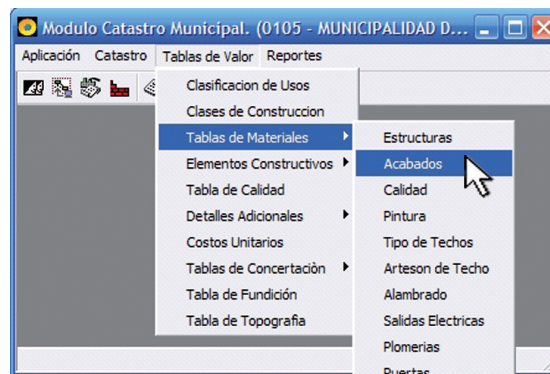 Modulo Catastro Municipal. (0105 - MUNICIPALIDAD D...
Aplicación Catastro Tablas de Valor Reportes
Clasificacion de Usos
Clases de Construccion
Tablas de Materiales
Elementos Constructivos
Tabla de Calidad
Detalles Adicionales
Costos Unitarios
Tablas de Concertaciòn
Tabla de Fundición
Tabla de Topografia
Estructuras
Acabados
Calidad
Pintura
Tipo de Techos
Arteson de Techo
Alambrado
Salidas Electricas
Plomerias
Puertas